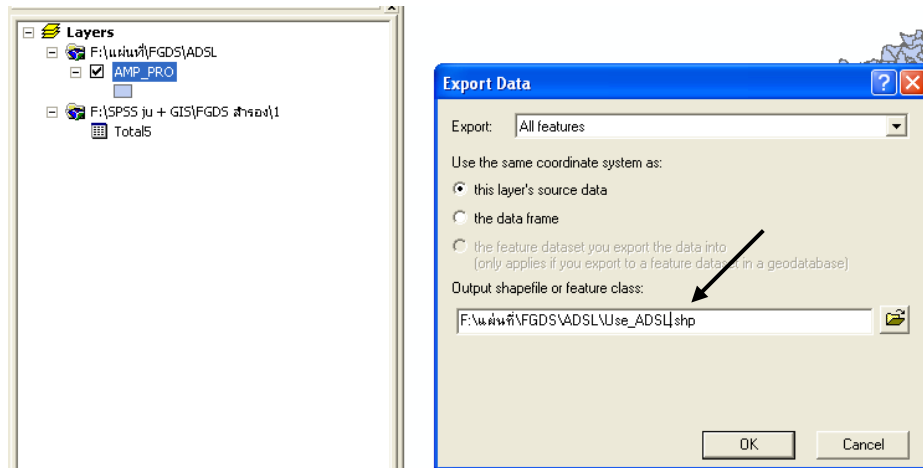 Layers
F:\แผ่นที่\FGDS\ADSL
AMP_PRO
F:\SPSS ju + GIS\FGDS สำรอง\1
Total5
Export Data
Export: All features
Use the same coordinate system as:
this layer's source data
the data frame
the feature dataset you export the data into
(only applies if you export to a feature dataset in a geodatabase)
Output shapefile or feature class:
F:\แผ่นที่\FGDS\ADSL\Use_ADSL.shp
OK
Cancel